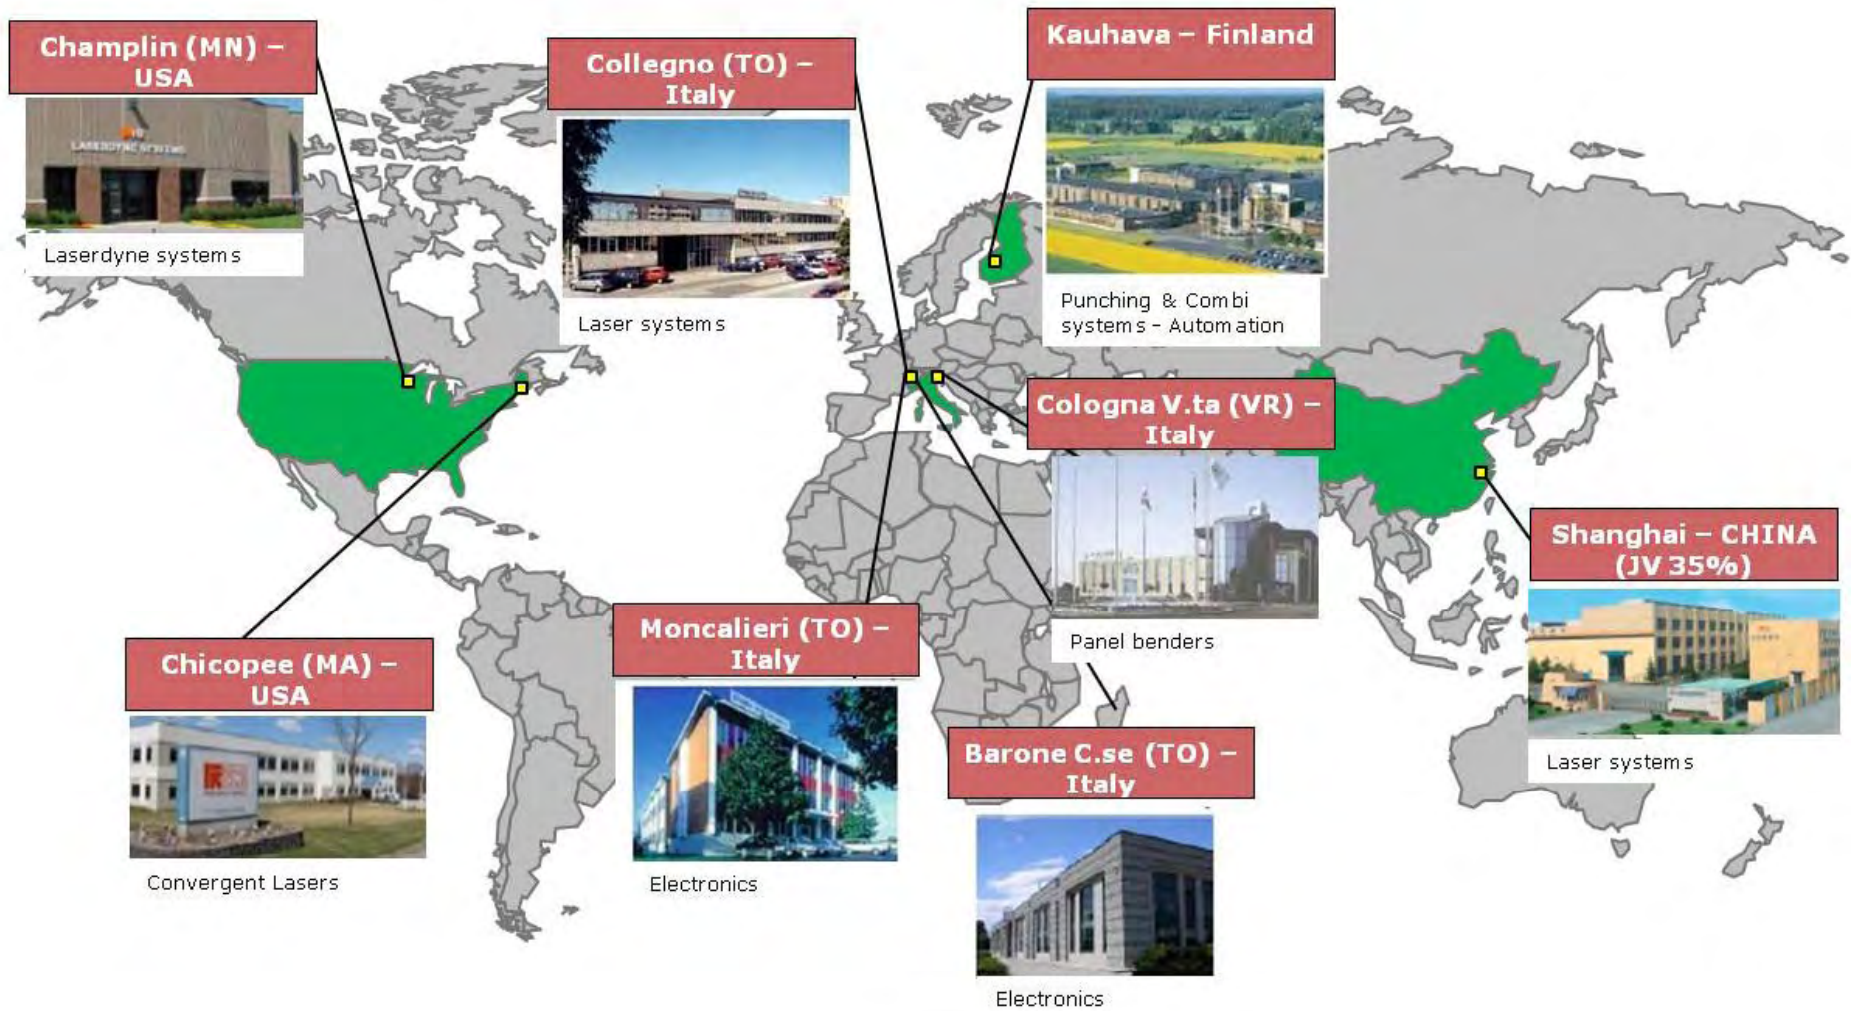 Champlin (MN) –
USA
LASERDYNE SYSTEMS
Laserdyne systems
Collegno (TO) –
Italy
Laser systems
Kauhava – Finland
Punching & Combi
systems - Automation
Cologna V.ta (VR) –
Italy
Panel benders
Shanghai – CHINA
(JV 35%)
Laser systems
Chicopee (MA) –
USA
Convergent Lasers
Moncalieri (TO) –
Italy
Electronics
Barone C.se (TO) –
Italy
Electronics